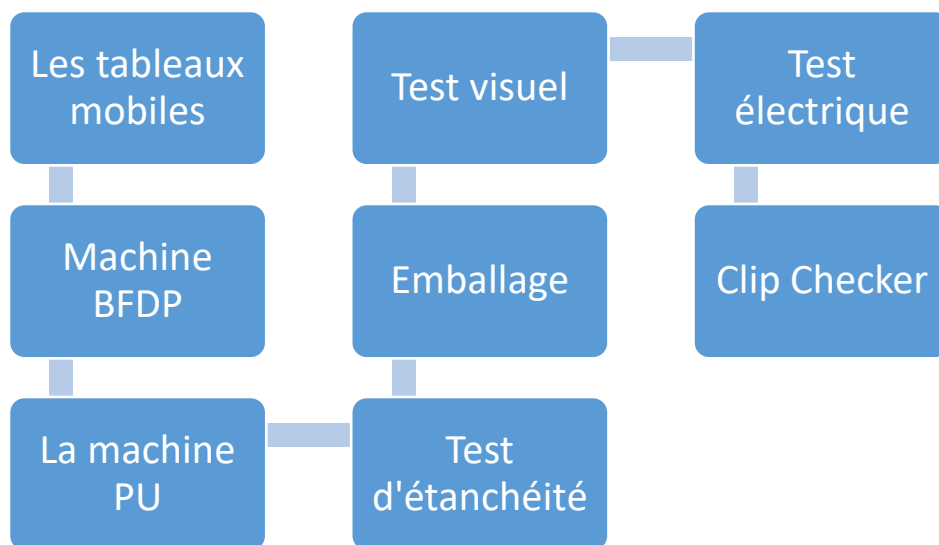 Les tableaux
mobiles
Machine
BFDP
La machine
PU
Test
d'étanchéité
Emballage
Test visuel
Test
électrique
Clip Checker